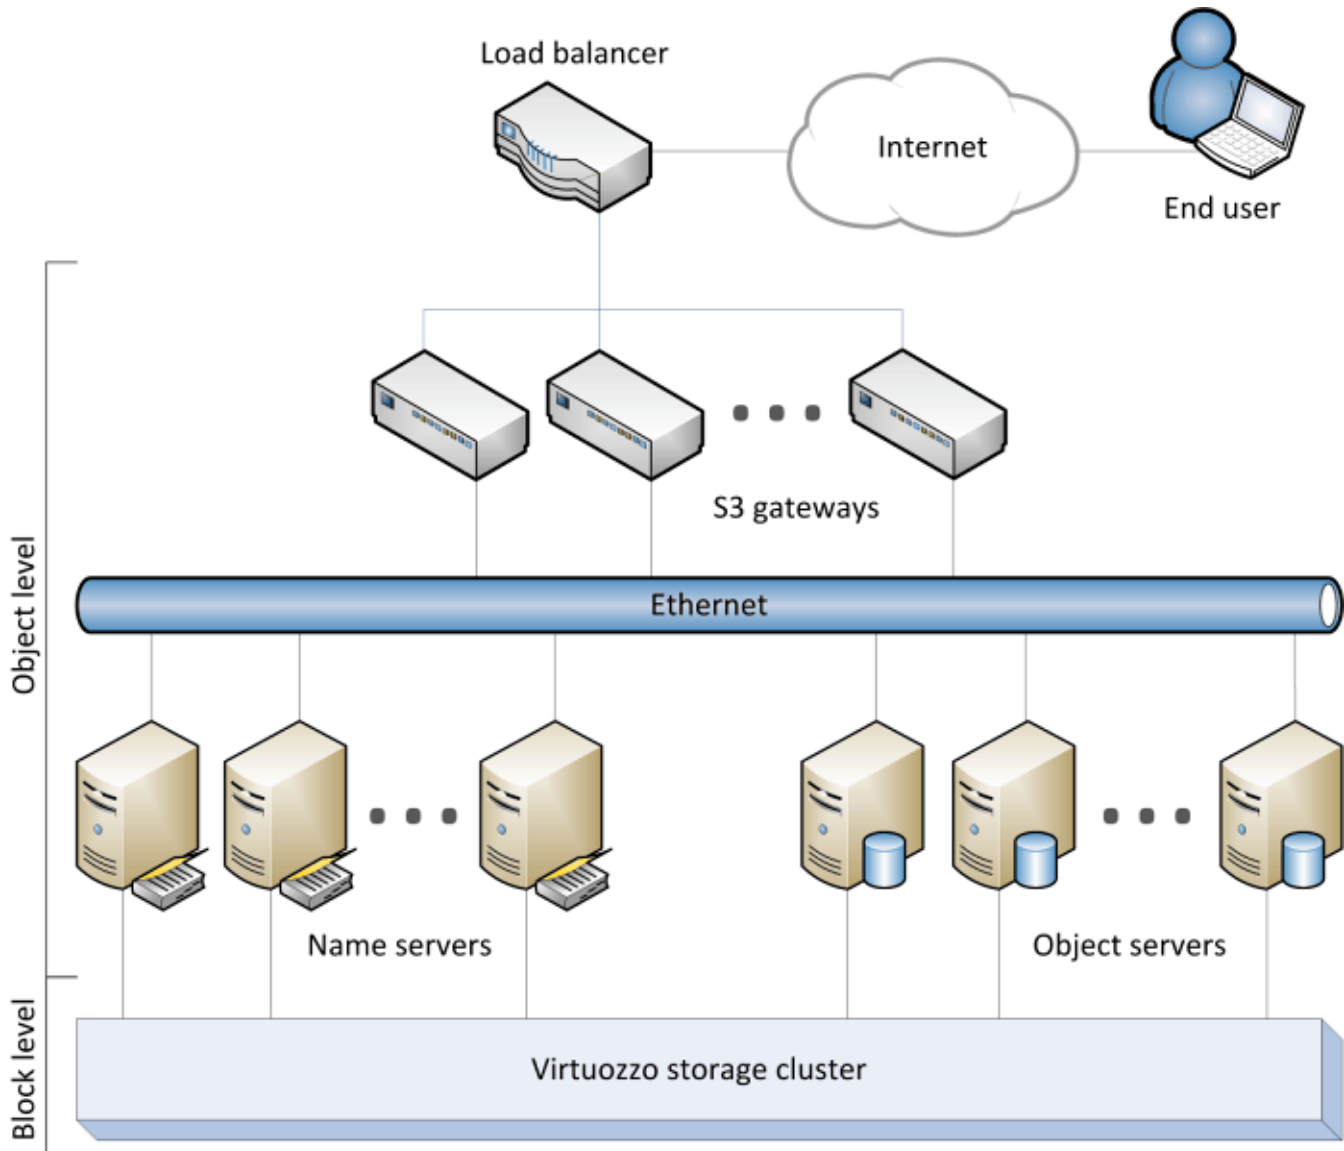 Load balancer
Internet
End user
S3 gateways
Object level
Ethernet
Name servers
Object servers
Block level
Virtuozzo storage cluster